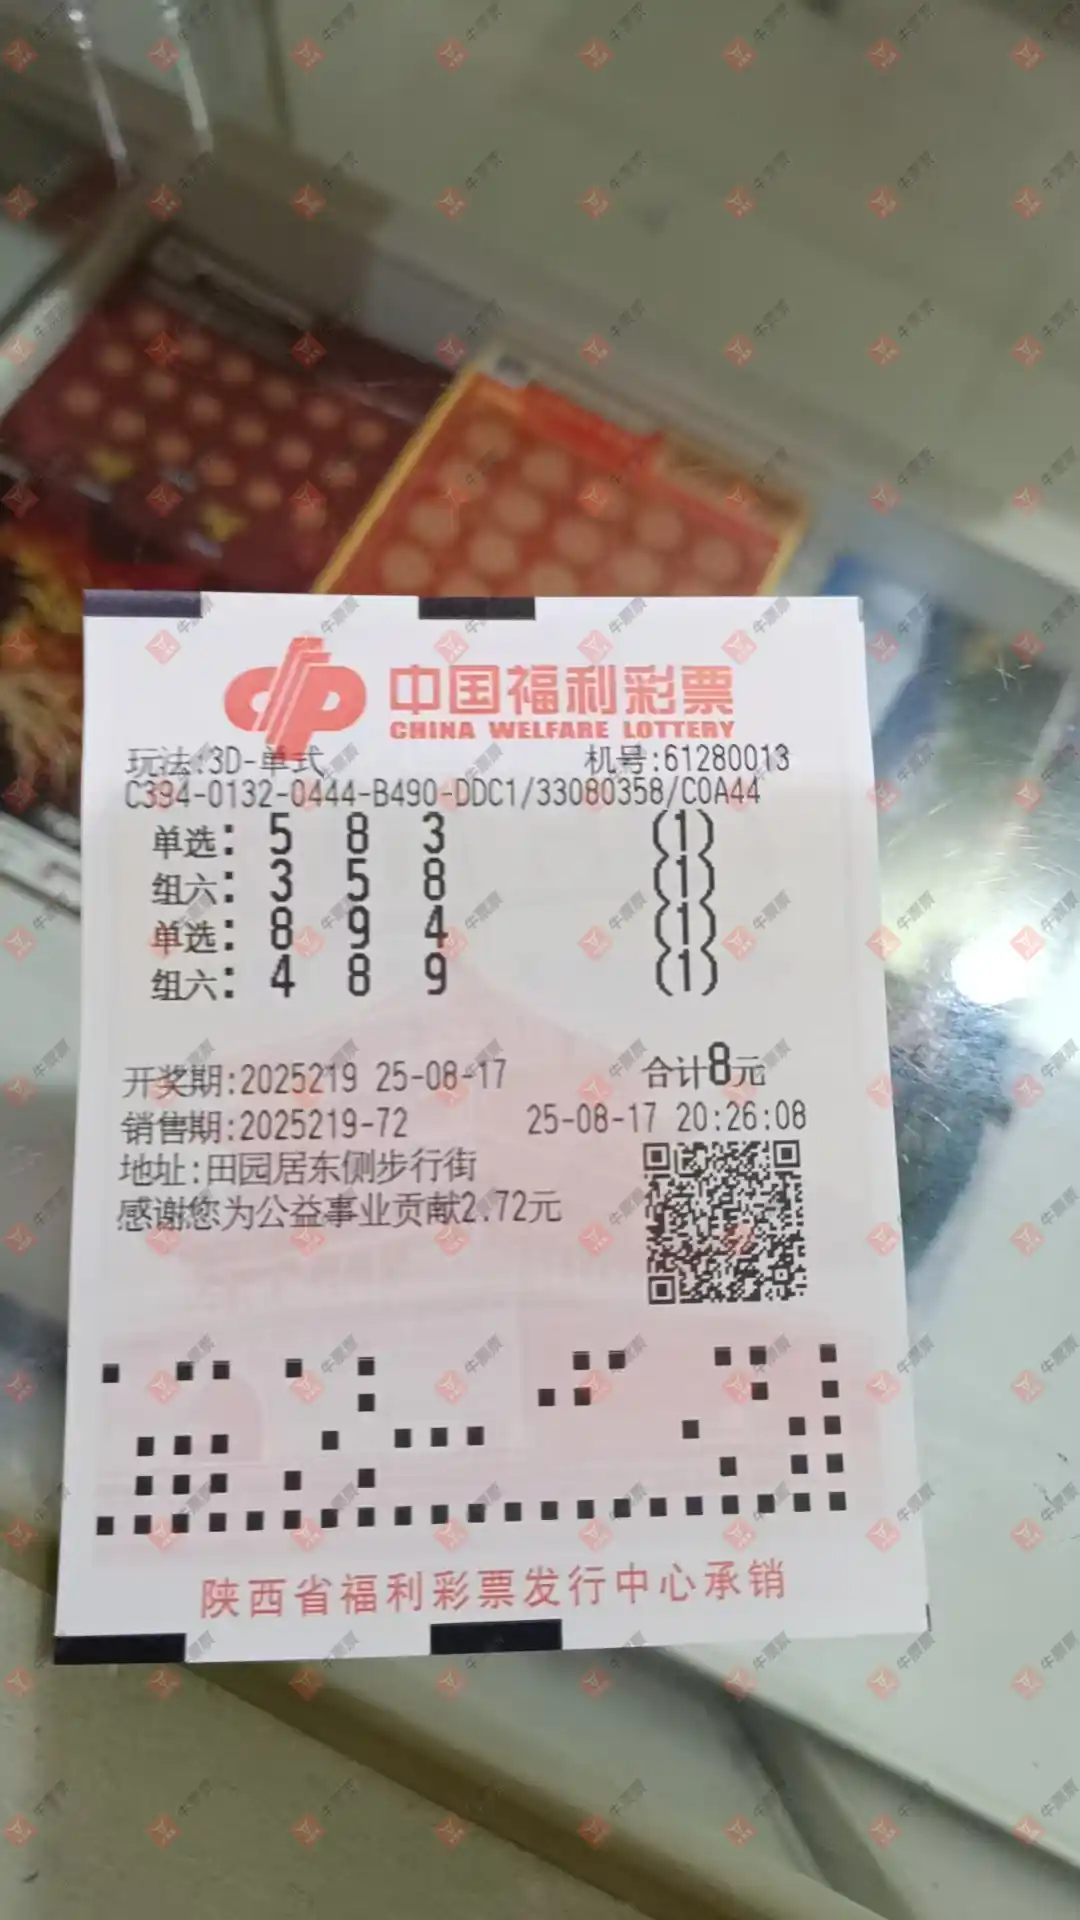 中国福利彩票
CHINA WELFARE LOTTERY
玩法:3D-单式 机号:61280013
C394-0132-0444-B490-DDC1/33080358/C0A44
单选: 5 8 3 (1)
组六: 3 5 8 (1)
单选: 8 9 4 (1)
组六: 4 8 9 (1)
开奖期:2025219 25-08-17 合计8元
销售期:2025219-72 25-08-17 20:26:08
地址:田园居东侧步行街
感谢您为公益事业贡献2.72元
陕西省福利彩票发行中心承销
牛票票